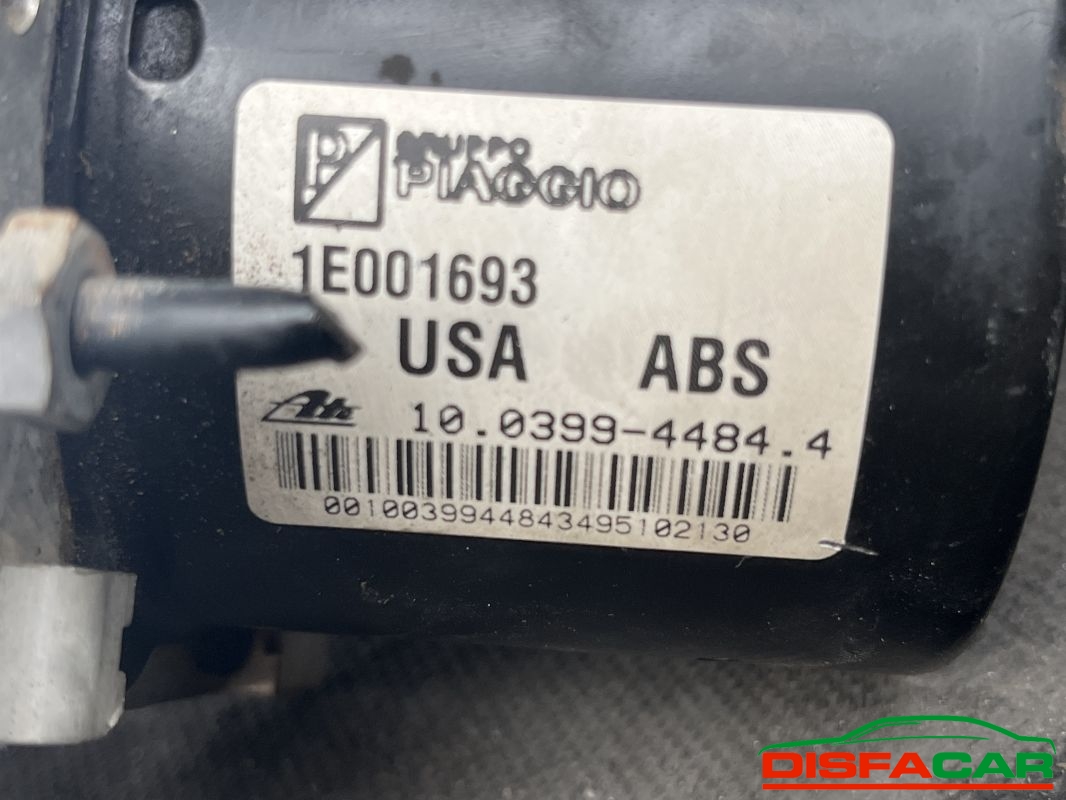 P
GRUPPO
PIAGGIO
1E001693
USA ABS
Ate 10.0399-4484.4
00100399448434951021​30
DISFACAR